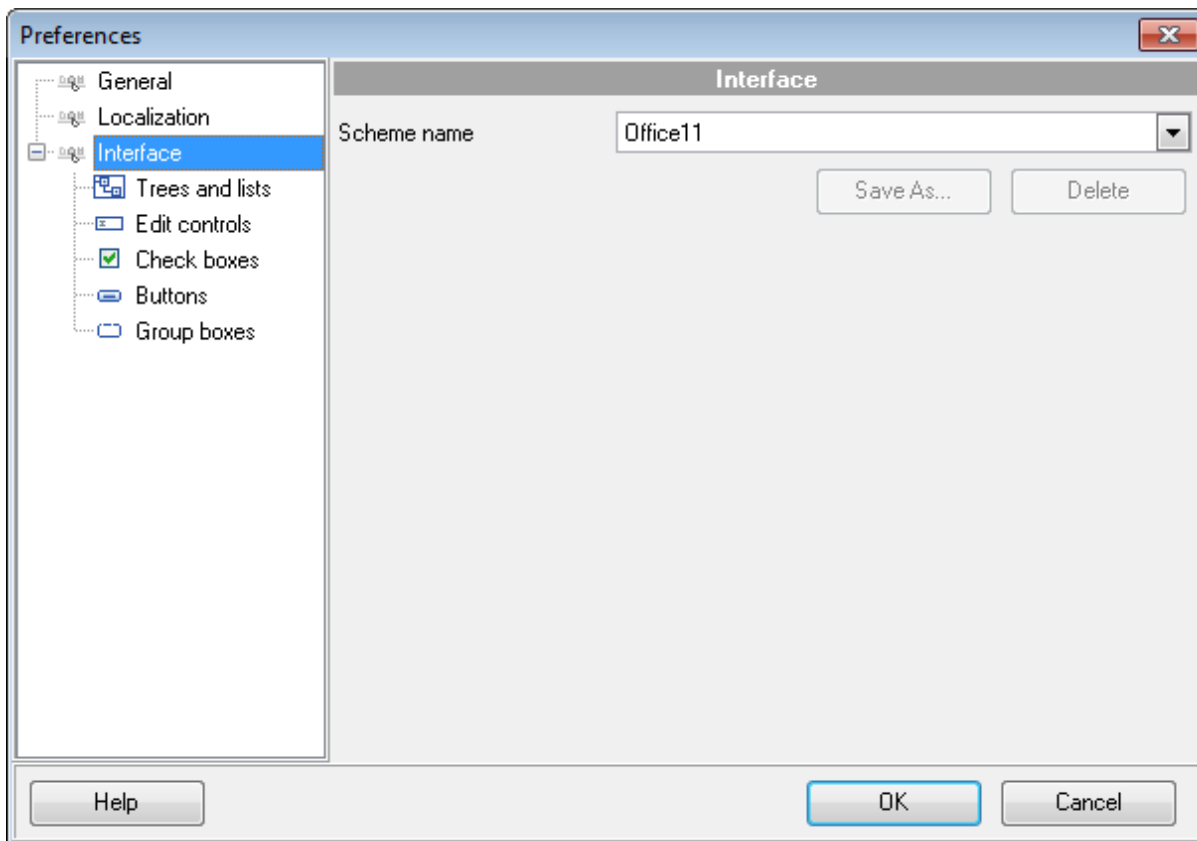 Preferences
General
Localization
Interface
Trees and lists
Edit controls
Check boxes
Buttons
Group boxes
Interface
Scheme name
Office11
Save As...
Delete
Help
OK
Cancel